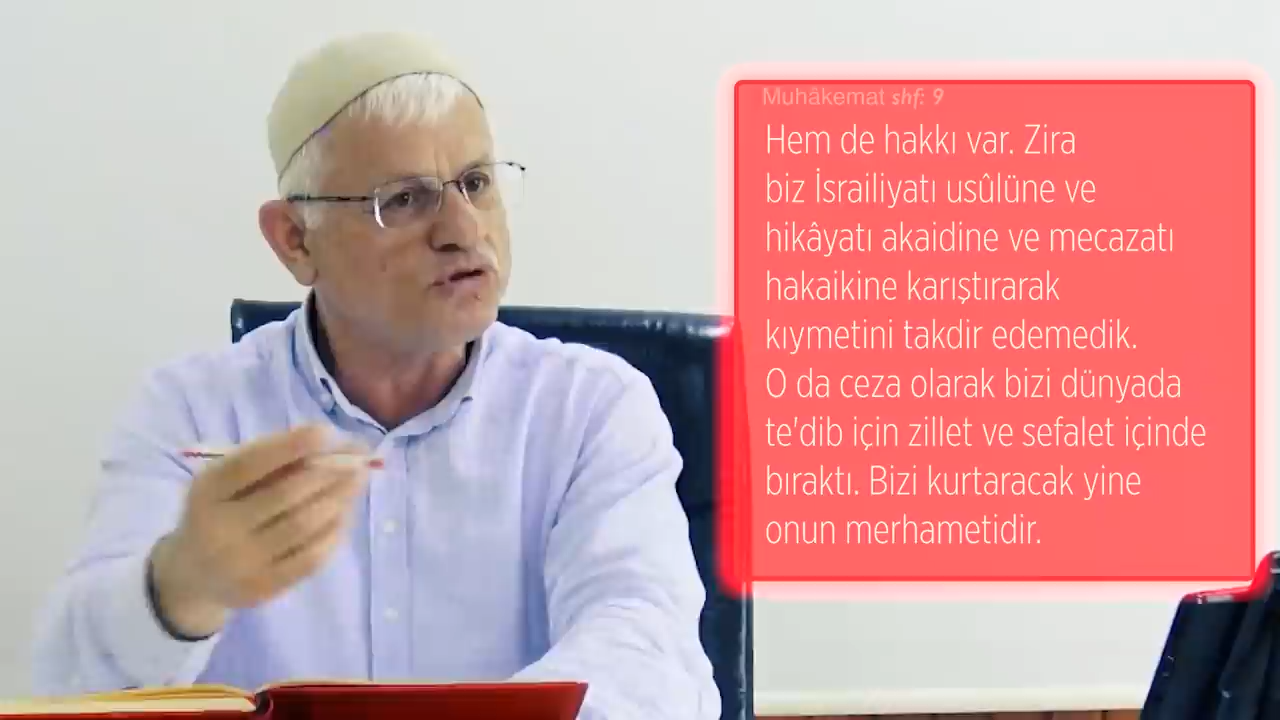 Muhâkemat shf: 9
Hem de hakkı var. Zira
biz İsrailiyatı usûlüne ve
hikâyatı akaidine ve mecazatı
hakaikine karıştırarak
kıymetini takdir edemedik.
O da ceza olarak bizi dünyada
te'dib için zillet ve sefalet içinde
bıraktı. Bizi kurtaracak yine
onun merhametidir.